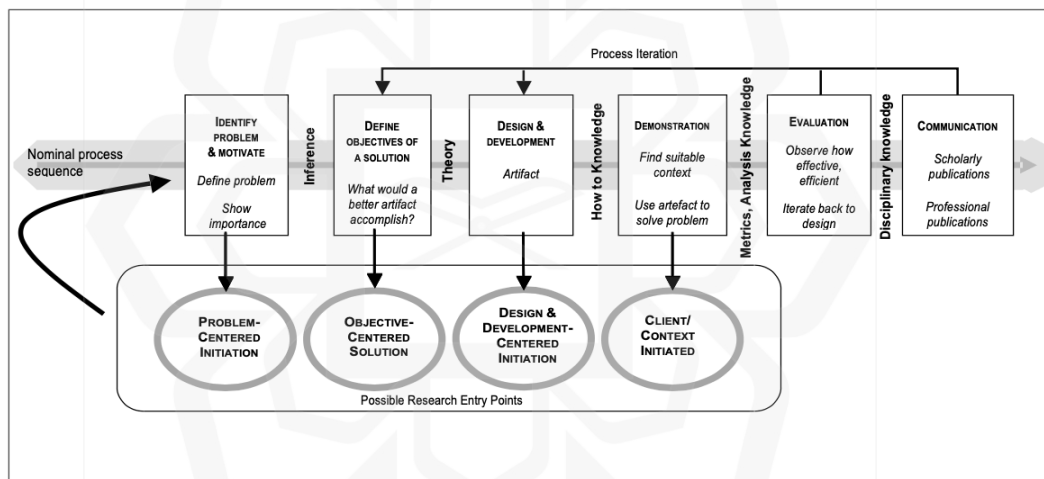 Process Iteration
Nominal process
sequence
IDENTIFY
PROBLEM
& MOTIVATE
Define problem
Show
importance
Inference
DEFINE
OBJECTIVES OF
A SOLUTION
What would a
better artifact
accomplish?
Theory
DESIGN &
DEVELOPMENT
Artifact
How to Knowledge
DEMONSTRATION
Find suitable
context
Use artefact to
solve problem
Metrics, Analysis Knowledge
EVALUATION
Observe how
effective,
efficient
Iterate back to
design
Disciplinary knowledge
COMMUNICATION
Scholarly
publications
Professional
publications
PROBLEM-
CENTERED
INITIATION
OBJECTIVE-
CENTERED
SOLUTION
DESIGN &
DEVELOPMENT-
CENTERED
INITIATION
CLIENT/
CONTEXT
INITIATED
Possible Research Entry Points